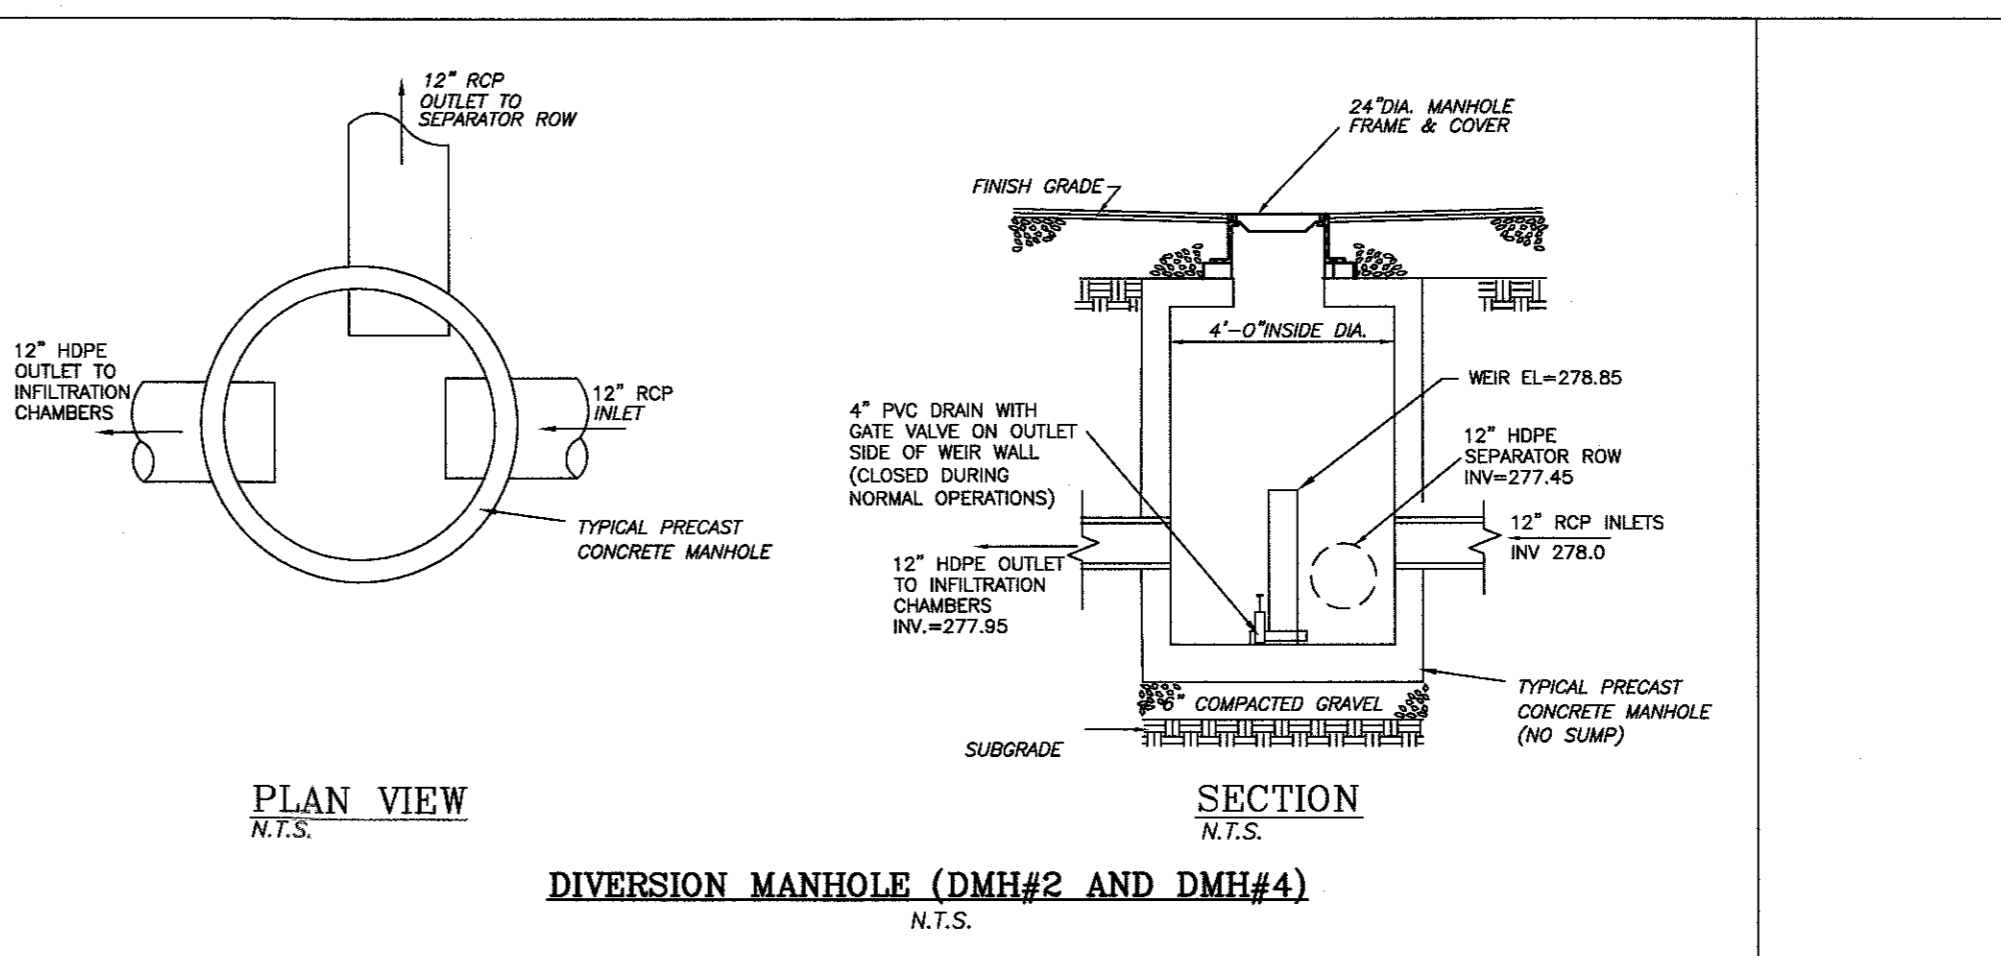 12" RCP
OUTLET TO
SEPARATOR ROW
12" HDPE
OUTLET TO
INFILTRATION
CHAMBERS
12" RCP
INLET
TYPICAL PRECAST
CONCRETE MANHOLE
PLAN VIEW
N.T.S.
24"DIA. MANHOLE
FRAME & COVER
FINISH GRADE
4'-0"INSIDE DIA.
WEIR EL=278.85
4" PVC DRAIN WITH
GATE VALVE ON OUTLET
SIDE OF WEIR WALL
(CLOSED DURING
NORMAL OPERATIONS)
12" HDPE
SEPARATOR ROW
INV=277.45
12" RCP INLETS
INV 278.0
12" HDPE OUTLET
TO INFILTRATION
CHAMBERS
INV.=277.95
6" COMPACTED GRAVEL
TYPICAL PRECAST
CONCRETE MANHOLE
(NO SUMP)
SUBGRADE
SECTION
N.T.S.
DIVERSION MANHOLE (DMH#2 AND DMH#4)
N.T.S.